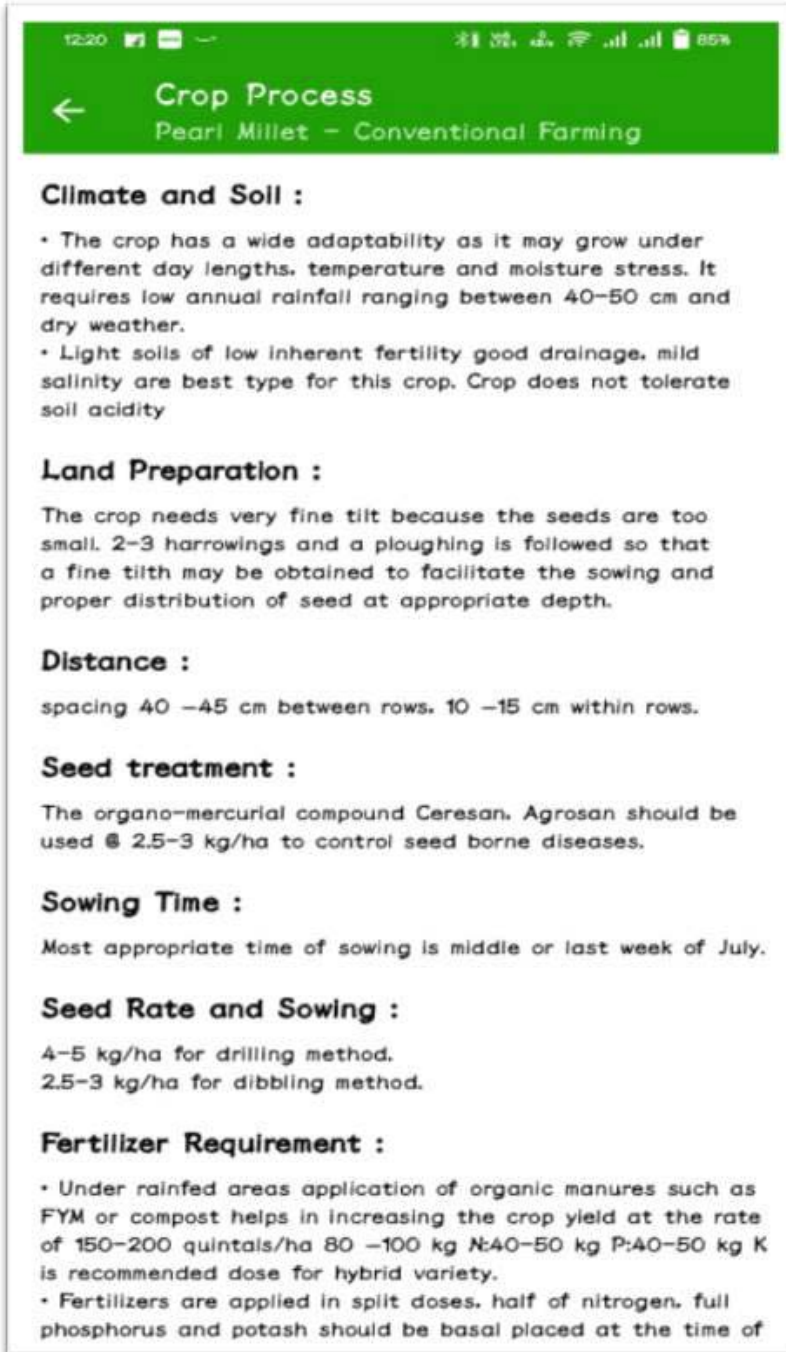 12:20
85%
Crop Process
Pearl Millet - Conventional Farming
Climate and Soil :
• The crop has a wide adaptability as it may grow under
different day lengths, temperature and moisture stress. It
requires low annual rainfall ranging between 40-50 cm and
dry weather.
• Light soils of low inherent fertility good drainage, mild
salinity are best type for this crop. Crop does not tolerate
soil acidity
Land Preparation :
The crop needs very fine tilt because the seeds are too
small. 2-3 harrowings and a ploughing is followed so that
a fine tilth may be obtained to facilitate the sowing and
proper distribution of seed at appropriate depth.
Distance :
spacing 40 -45 cm between rows, 10 -15 cm within rows.
Seed treatment :
The organo-mercurial compound Ceresan, Agrosan should be
used @ 2.5-3 kg/ha to control seed borne diseases.
Sowing Time :
Most appropriate time of sowing is middle or last week of July.
Seed Rate and Sowing :
4-5 kg/ha for drilling method.
2.5-3 kg/ha for dibbling method.
Fertilizer Requirement :
• Under rainfed areas application of organic manures such as
FYM or compost helps in increasing the crop yield at the rate
of 150-200 quintals/ha 80 -100 kg N:40-50 kg P:40-50 kg K
is recommended dose for hybrid variety.
• Fertilizers are applied in split doses, half of nitrogen, full
phosphorus and potash should be basal placed at the time of